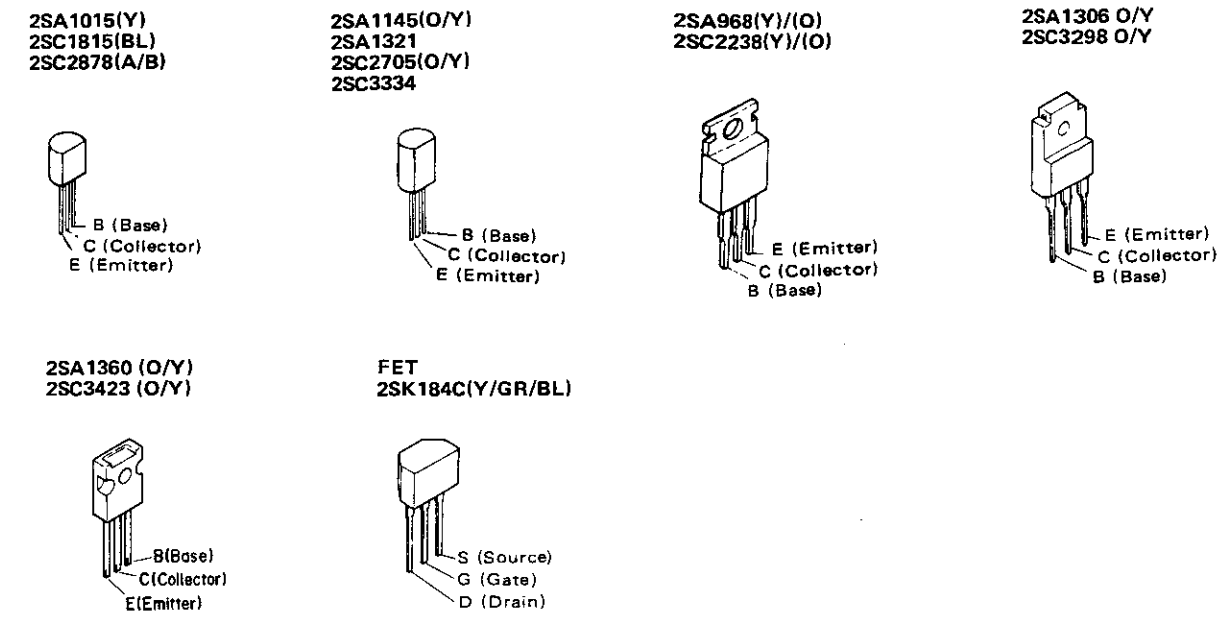 2SA1015(Y)
2SC1815(BL)
2SC2878(A/B)
B (Base)
C (Collector)
E (Emitter)
2SA1145(O/Y)
2SA1321
2SC2705(O/Y)
2SC3334
B (Base)
C (Collector)
E (Emitter)
2SA968(Y)/(O)
2SC2238(Y)/(O)
E (Emitter)
C (Collector)
B (Base)
2SA1306 O/Y
2SC3298 O/Y
E (Emitter)
C (Collector)
B (Base)
2SA1360 (O/Y)
2SC3423 (O/Y)
B(Base)
C(Collector)
E(Emitter)
FET
2SK184C(Y/GR/BL)
S (Source)
G (Gate)
D (Drain)